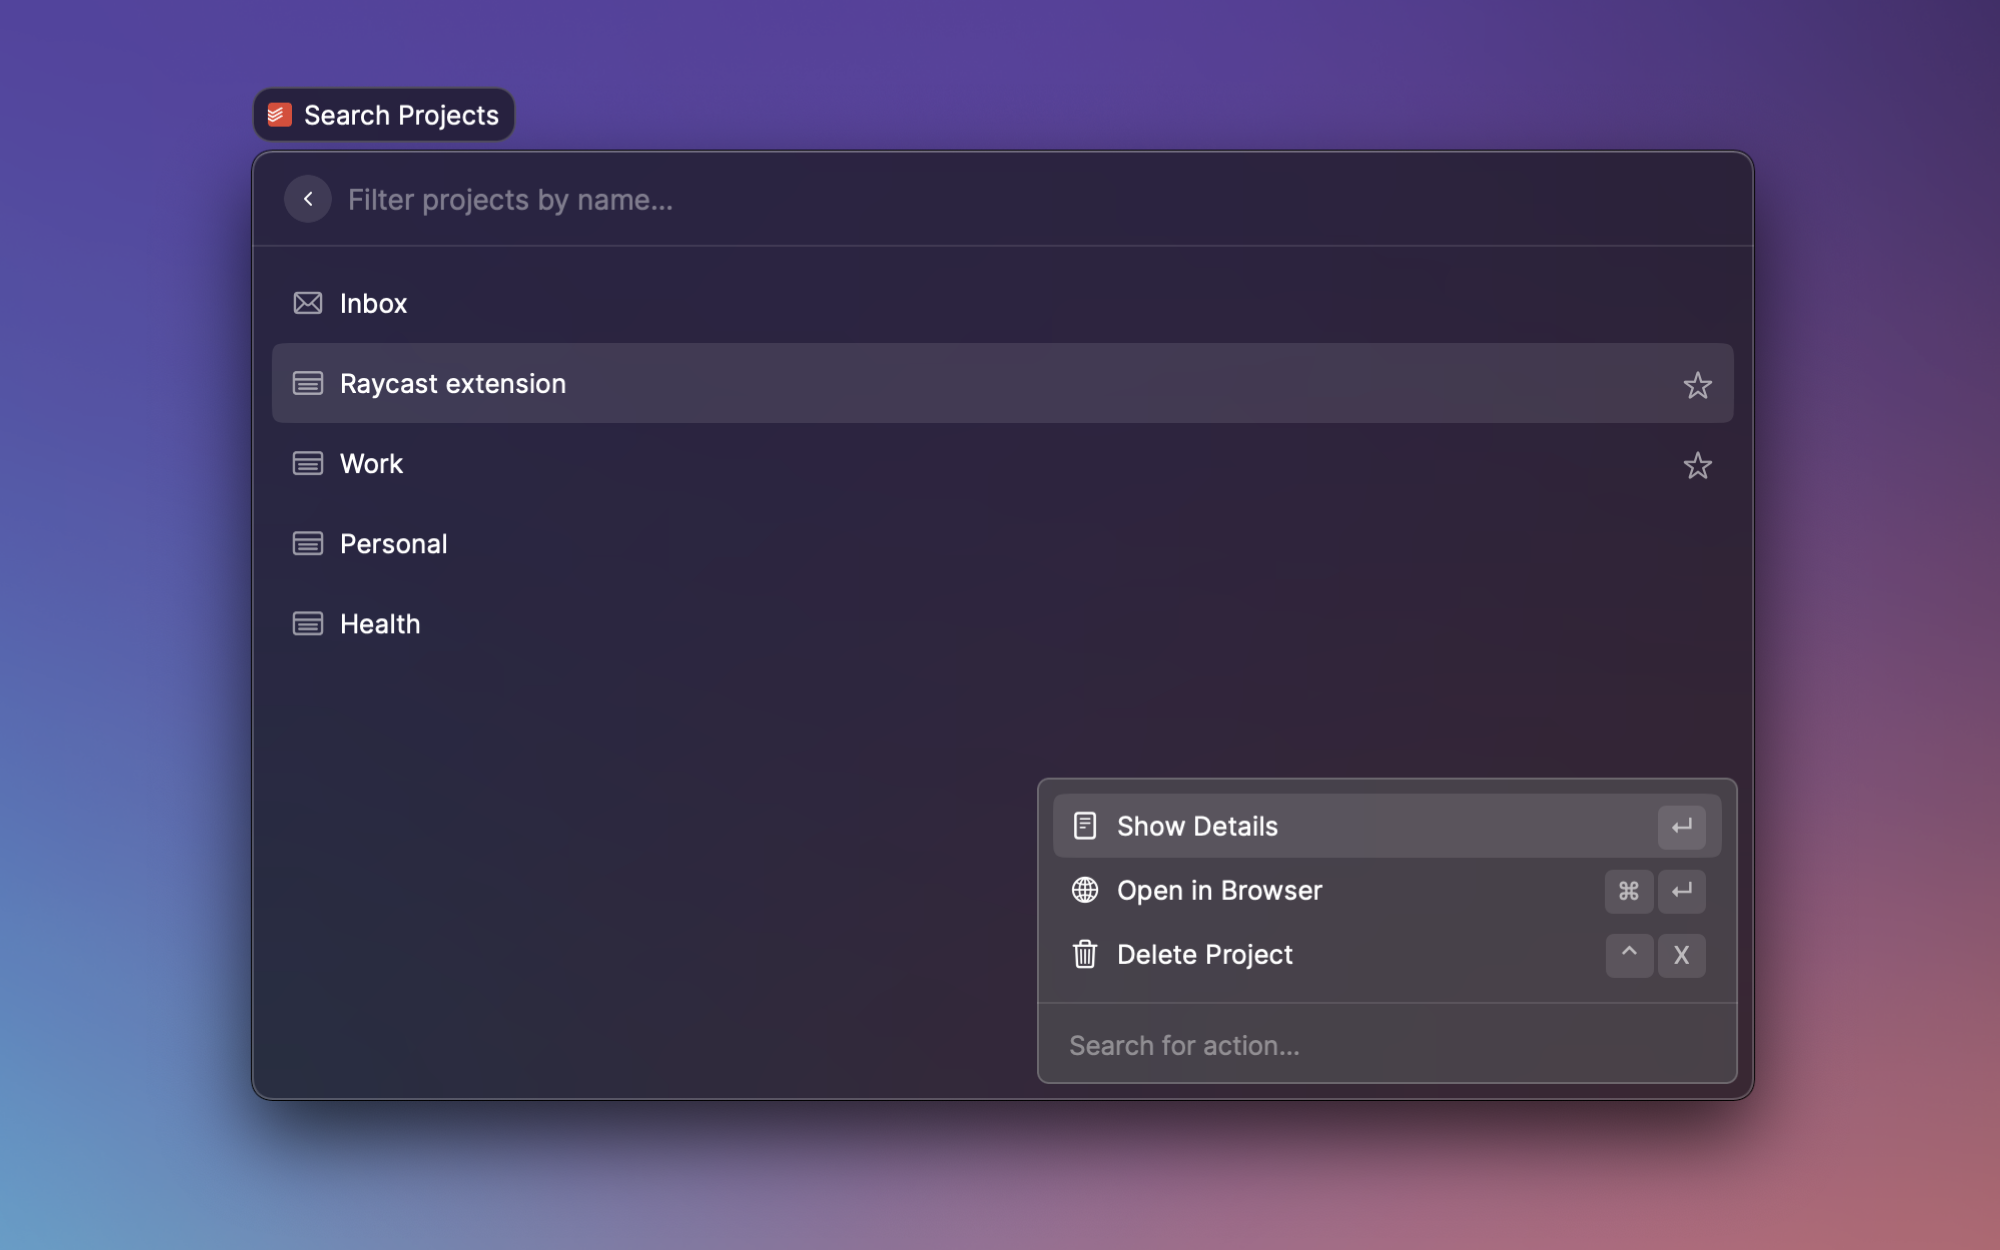 Search Projects
Filter projects by name...
Inbox
Raycast extension
Work
Personal
Health
Show Details ↵
Open in Browser ⌘ ↵
Delete Project ^ X
Search for action...